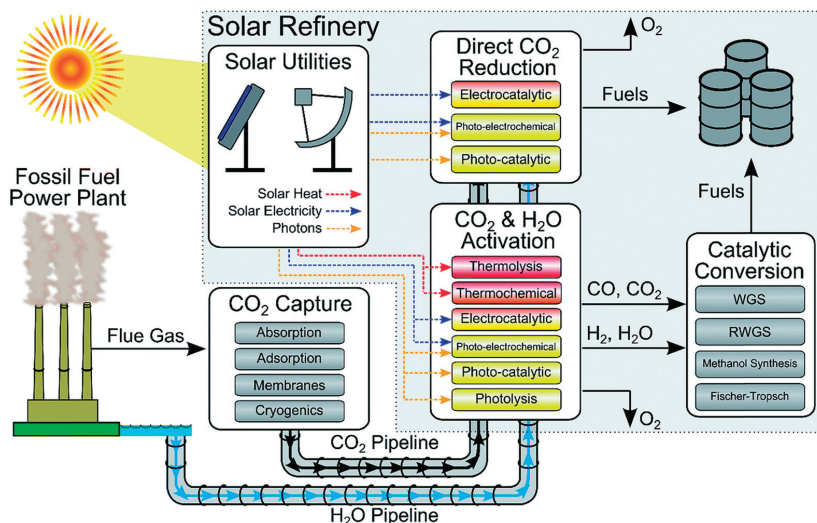 Solar Refinery
Solar Utilities
Solar Heat
Solar Electricity
Photons
Direct CO₂
Reduction
Electrocatalytic
Photo-electrochemical
Photo-catalytic
O₂
Fuels
Fuels
Fossil Fuel
Power Plant
Flue Gas
CO₂ Capture
Absorption
Adsorption
Membranes
Cryogenics
CO₂ & H₂O
Activation
Thermolysis
Thermochemical
Electrocatalytic
Photo-electrochemical
Photo-catalytic
Photolysis
CO, CO₂
H₂, H₂O
O₂
Catalytic
Conversion
WGS
RWGS
Methanol Synthesis
Fischer-Tropsch
CO₂ Pipeline
H₂O Pipeline